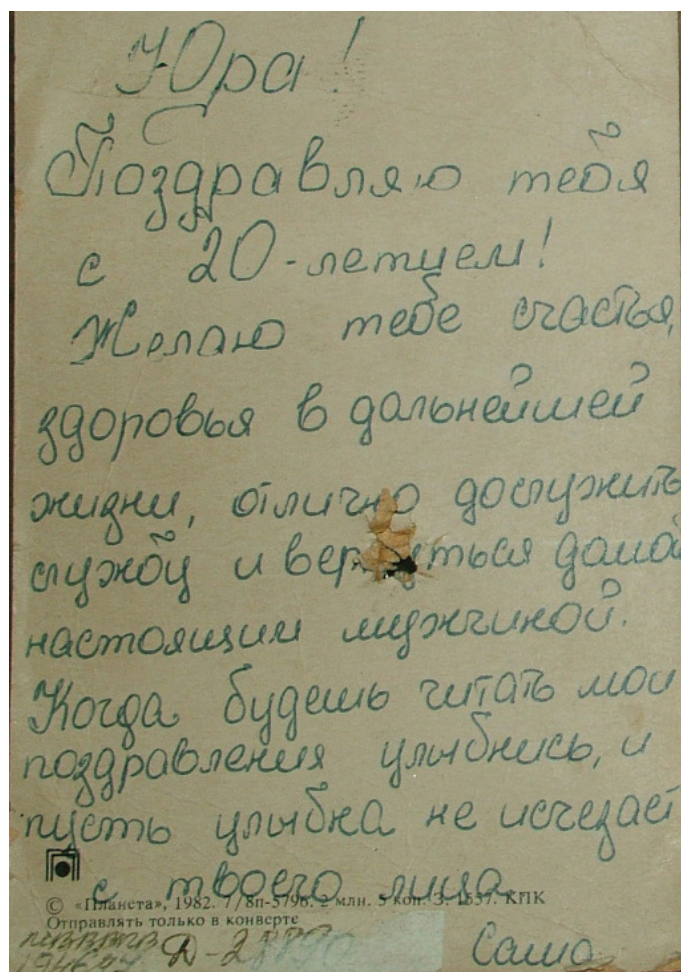 Юра!
Поздравляю тебя
с 20-летием!
Желаю тебе счастья,
здоровья в дальнейшей
жизни, отлично дослужить
службу и вернуться домой
настоящим мужчиной.
Когда будешь читать мои
поздравления улыбнись, и
пусть улыбка не исчезает
с твоего лица.
© «Планета», 1982. 7/8п-5796. 2 млн. 5 коп. З. 1537. КПК
Отправлять только в конверте
Саша